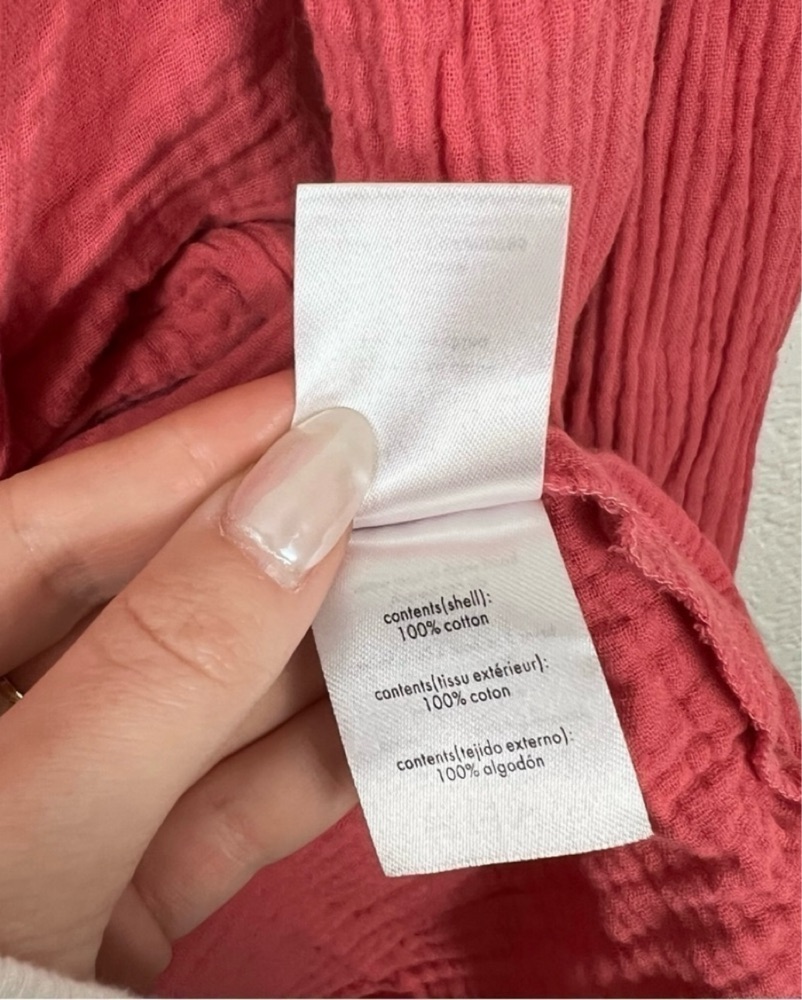 contents(shell):
100% cotton
contents(tissu extérieur):
100% coton
contents(tejido externo):
100% algodón